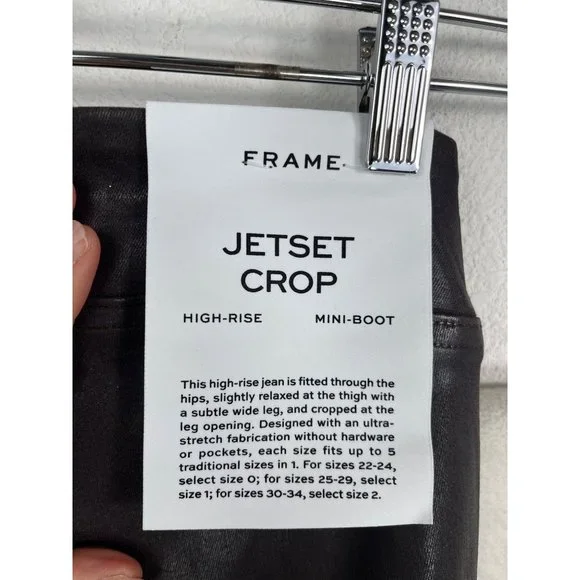 FRAME
JETSET
CROP
HIGH-RISE MINI-BOOT
This high-rise jean is fitted through the
hips, slightly relaxed at the thigh with
a subtle wide leg, and cropped at the
leg opening. Designed with an ultra-
stretch fabrication without hardware
or pockets, each size fits up to 5
traditional sizes in 1. For sizes 22-24,
select size 0; for sizes 25-29, select
size 1; for sizes 30-34, select size 2.